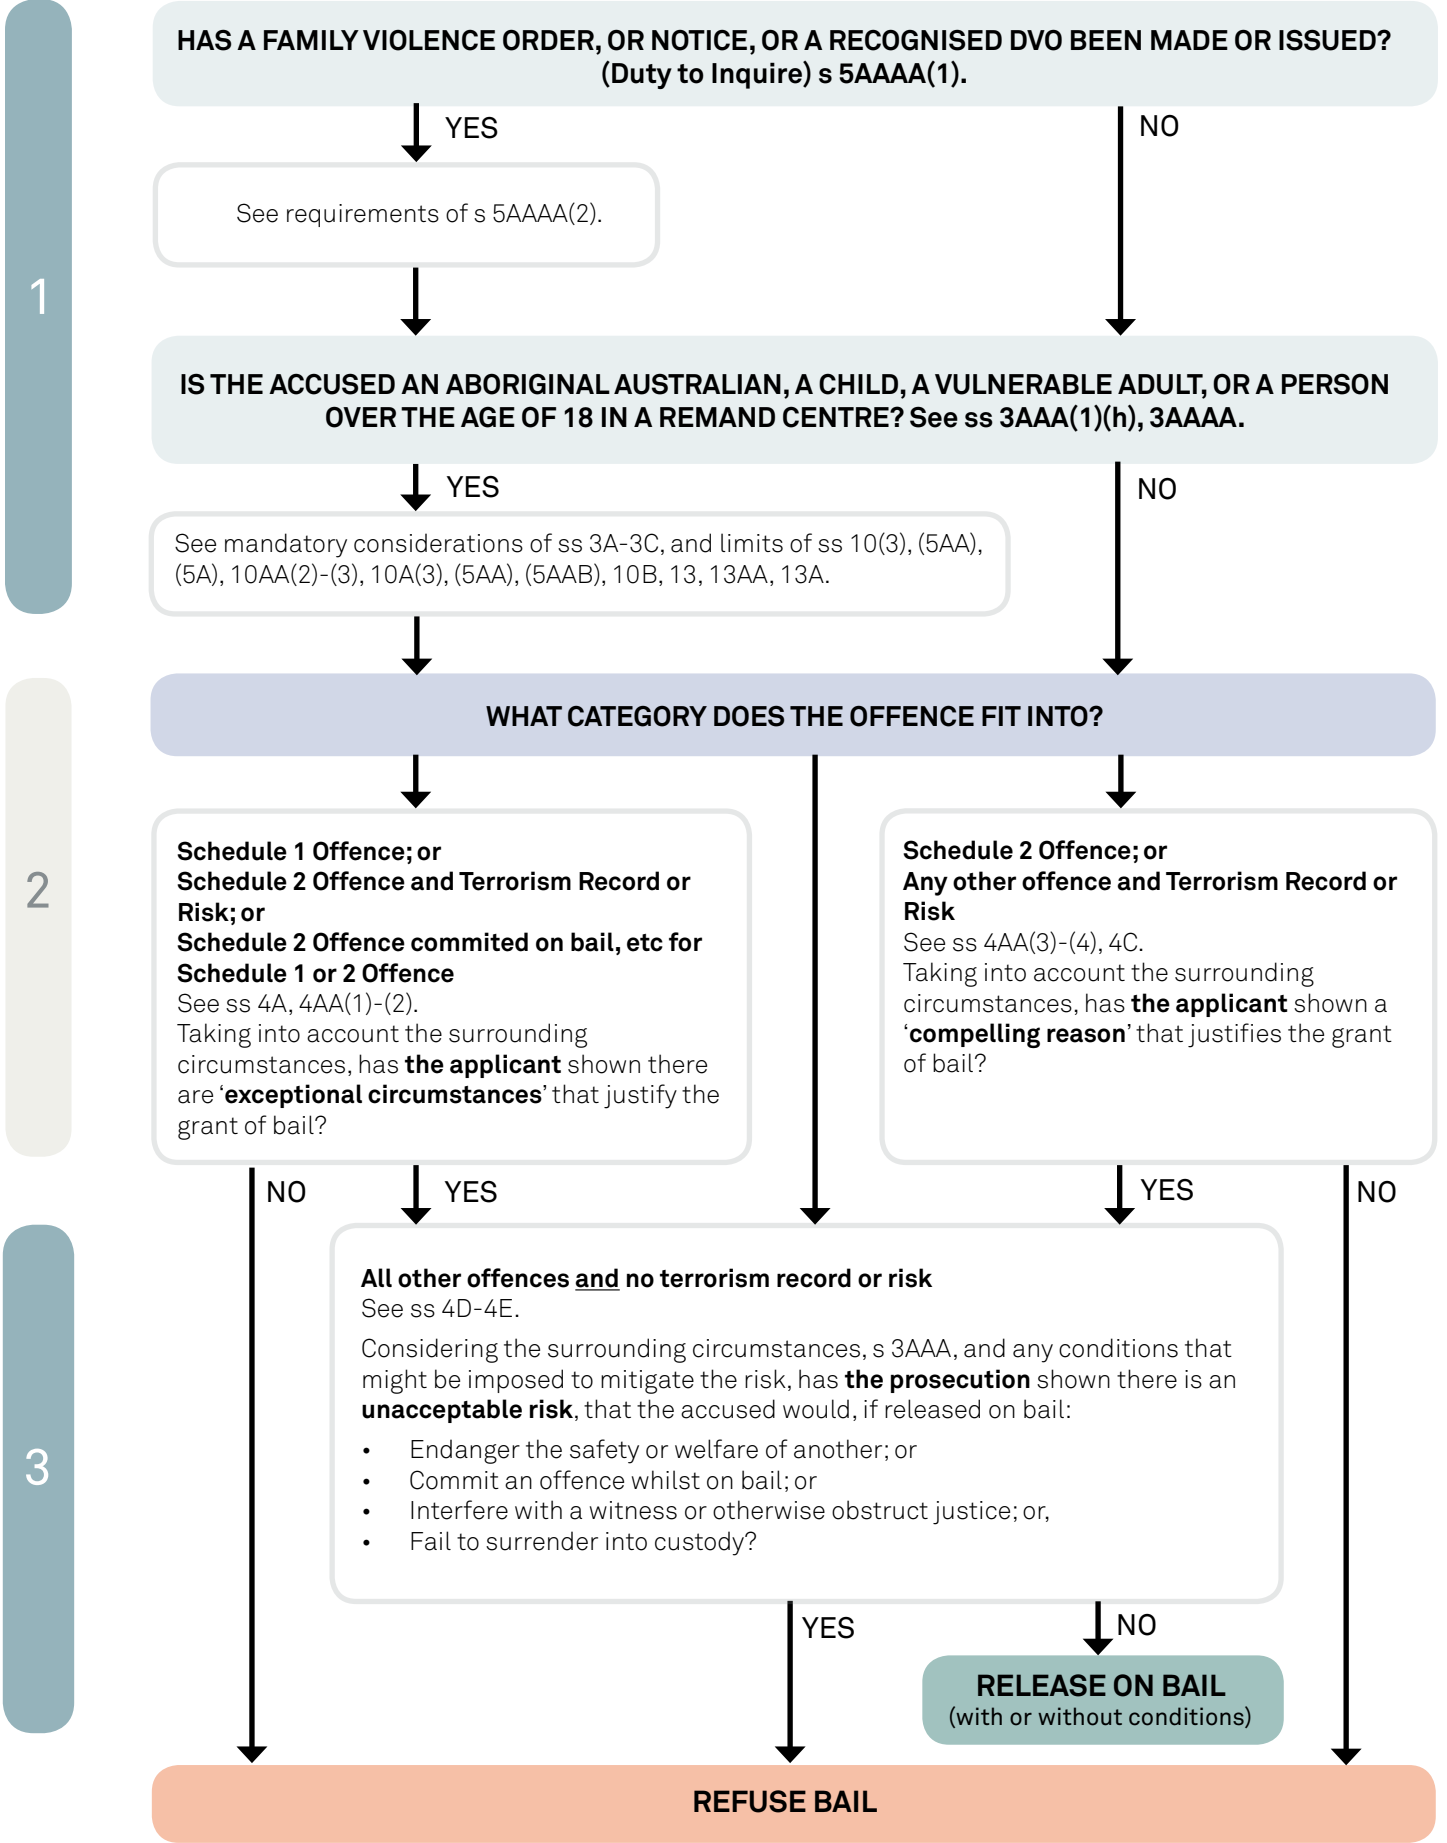 1
HAS A FAMILY VIOLENCE ORDER, OR NOTICE, OR A RECOGNISED DVO BEEN MADE OR ISSUED?
(Duty to Inquire) s 5AAAA(1).
YES
NO
See requirements of s 5AAAA(2).
IS THE ACCUSED AN ABORIGINAL AUSTRALIAN, A CHILD, A VULNERABLE ADULT, OR A PERSON
OVER THE AGE OF 18 IN A REMAND CENTRE? See ss 3AAA(1)(h), 3AAAA.
YES
NO
See mandatory considerations of ss 3A-3C, and limits of ss 10(3), (5AA),
(5A), 10AA(2)-(3), 10A(3), (5AA), (5AAB), 10B, 13, 13AA, 13A.
2
WHAT CATEGORY DOES THE OFFENCE FIT INTO?
Schedule 1 Offence; or
Schedule 2 Offence and Terrorism Record or
Risk; or
Schedule 2 Offence commited on bail, etc for
Schedule 1 or 2 Offence
See ss 4A, 4AA(1)-(2).
Taking into account the surrounding
circumstances, has the applicant shown there
are ‘exceptional circumstances’ that justify the
grant of bail?
Schedule 2 Offence; or
Any other offence and Terrorism Record or
Risk
See ss 4AA(3)-(4), 4C.
Taking into account the surrounding
circumstances, has the applicant shown a
‘compelling reason’ that justifies the grant
of bail?
NO
YES
YES
NO
3
All other offences and no terrorism record or risk
See ss 4D-4E.
Considering the surrounding circumstances, s 3AAA, and any conditions that
might be imposed to mitigate the risk, has the prosecution shown there is an
unacceptable risk, that the accused would, if released on bail:
• Endanger the safety or welfare of another; or
• Commit an offence whilst on bail; or
• Interfere with a witness or otherwise obstruct justice; or,
• Fail to surrender into custody?
YES
NO
RELEASE ON BAIL
(with or without conditions)
REFUSE BAIL